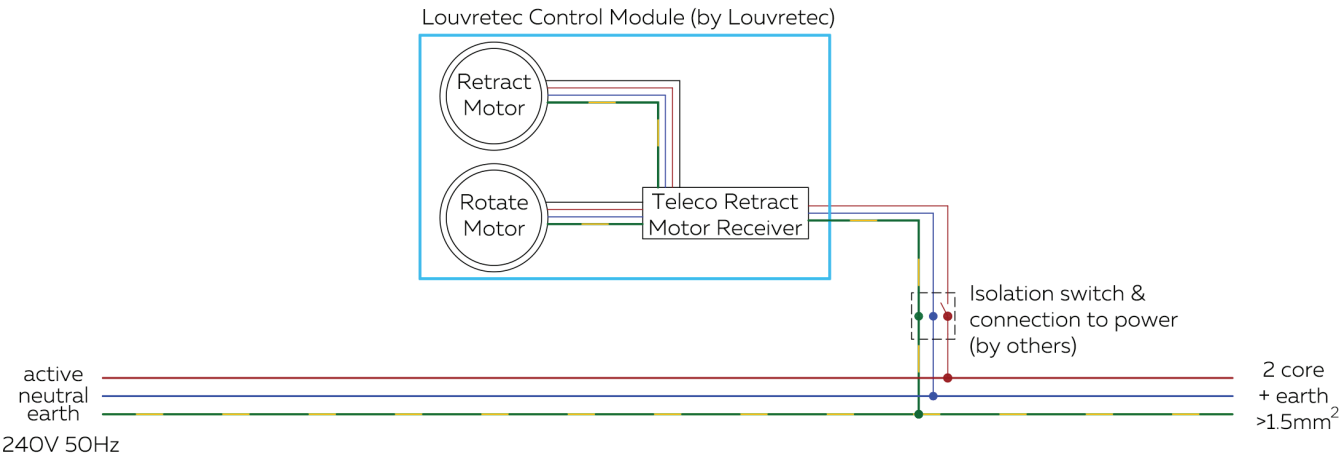 Louvretec Control Module (by Louvretec)
Retract
Motor
Rotate
Motor
Teleco Retract
Motor Receiver
Isolation switch &
connection to power
(by others)
active
neutral
earth
240V 50Hz
2 core
+ earth
>1.5mm²